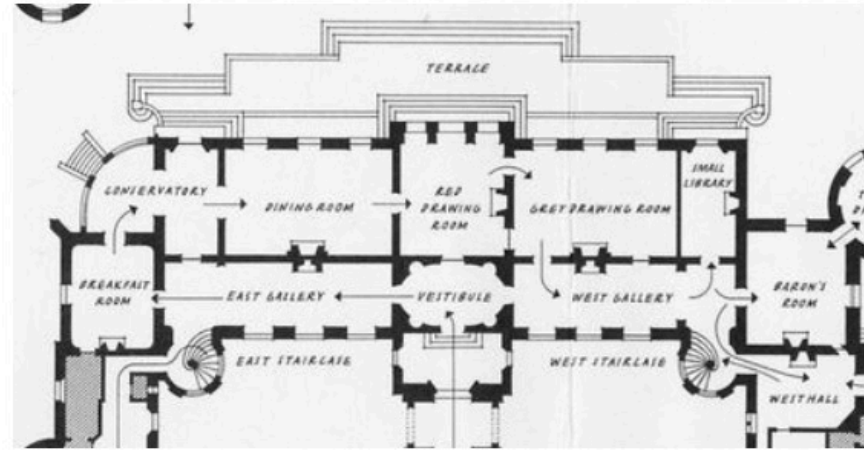 TERRACE
SMALL
LIBRARY
CONSERVATORY
DINING ROOM
RED
DRAWING
ROOM
GREY DRAWING ROOM
BREAKFAST
ROOM
EAST GALLERY
VESTIBULE
WEST GALLERY
BARON'S
ROOM
EAST STAIRCASE
WEST STAIRCASE
WEST HALL